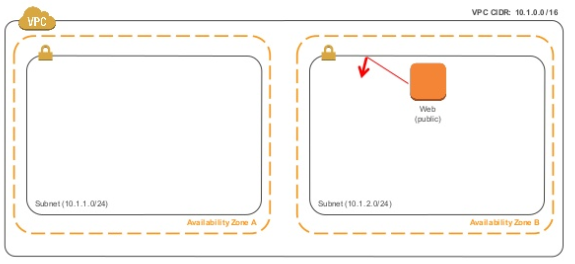 VPC CIDR: 10.1.0.0/16
VPC
Web
(public)
Subnet (10.1.1.0/24)
Subnet (10.1.2.0/24)
Availability Zone A
Availability Zone B